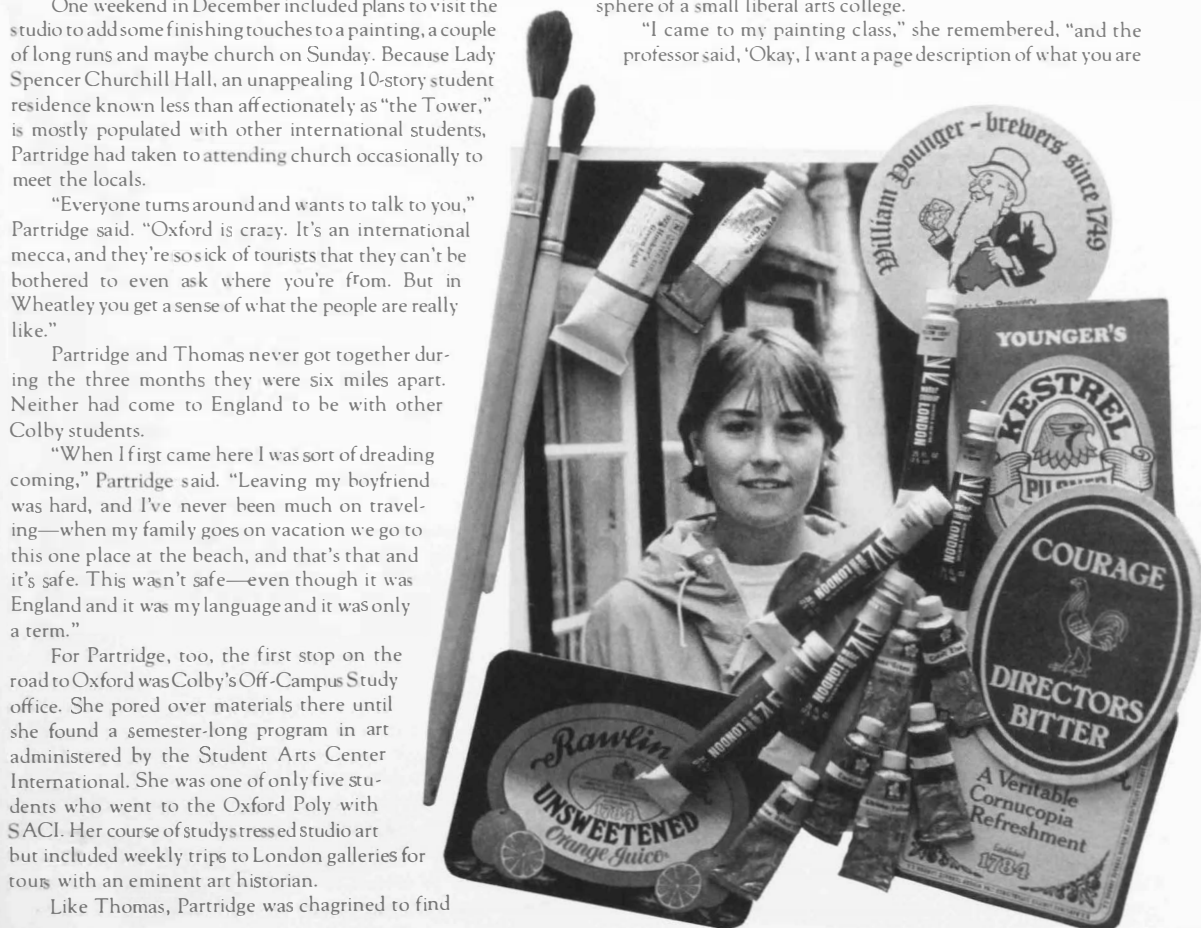 One weekend in December included plans to visit the
studio to add some finishing touches to a painting, a couple
of long runs and maybe church on Sunday. Because Lady
Spencer Churchill Hall, an unappealing 10-story student
residence known less than affectionately as “the Tower,”
is mostly populated with other international students,
Partridge had taken to attending church occasionally to
meet the locals.
“Everyone turns around and wants to talk to you,”
Partridge said. “Oxford is crazy. It’s an international
mecca, and they’re so sick of tourists that they can’t be
bothered to even ask where you’re from. But in
Wheatley you get a sense of what the people are really
like.”
Partridge and Thomas never got together dur-
ing the three months they were six miles apart.
Neither had come to England to be with other
Colby students.
“When I first came here I was sort of dreading
coming,” Partridge said. “Leaving my boyfriend
was hard, and I’ve never been much on travel-
ing—when my family goes on vacation we go to
this one place at the beach, and that’s that and
it’s safe. This wasn’t safe—even though it was
England and it was my language and it was only
a term.”
For Partridge, too, the first stop on the
road to Oxford was Colby’s Off-Campus Study
office. She pored over materials there until
she found a semester-long program in art
administered by the Student Arts Center
International. She was one of only five stu-
dents who went to the Oxford Poly with
SACI. Her course of study stressed studio art
but included weekly trips to London galleries for
tours with an eminent art historian.
Like Thomas, Partridge was chagrined to find
sphere of a small liberal arts college.
“I came to my painting class,” she remembered, “and the
professor said, ‘Okay, I want a page description of what you are
William Younger – brewers since 1749
YOUNGER'S
KESTREL
PILSNER
COURAGE
DIRECTORS
BITTER
A Veritable
Cornucopia
Refreshment
Established
1784
Rawlin
1784
UNSWEETENED
Orange Juice
LONDON
LONDON
LONDON
LONDON
LONDON